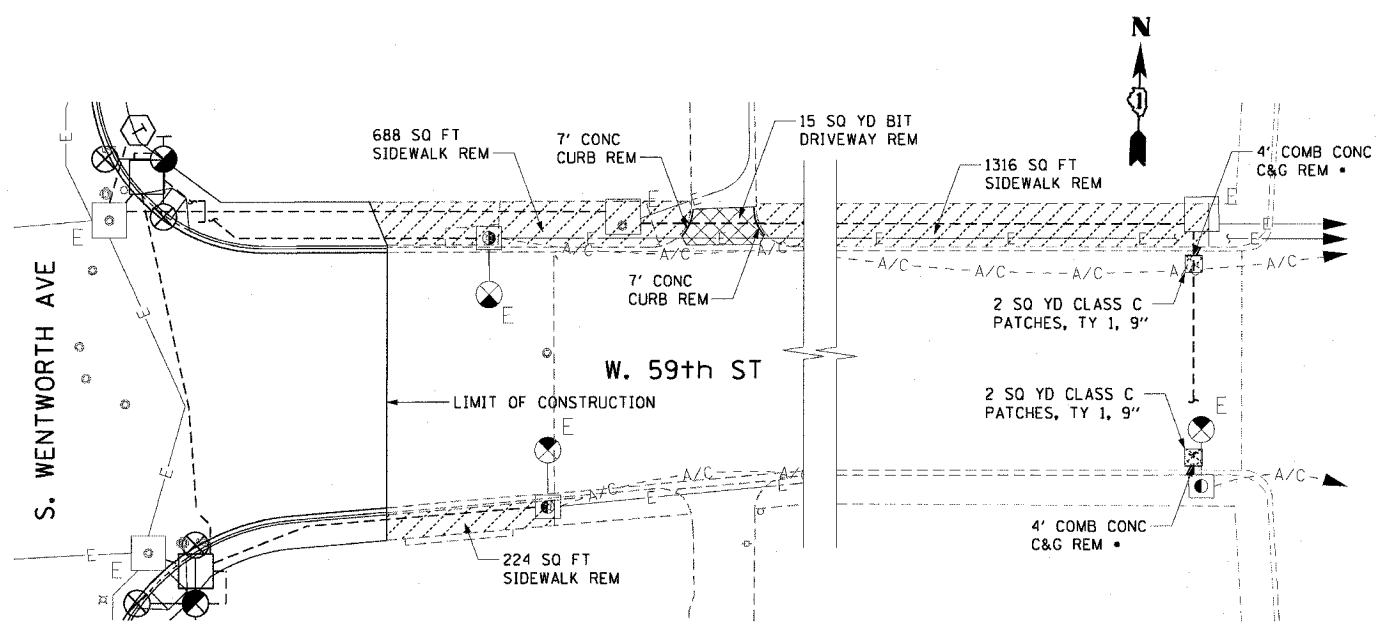 N
1
688 SQ FT
SIDEWALK REM
7' CONC
CURB REM
15 SQ YD BIT
DRIVEWAY REM
1316 SQ FT
SIDEWALK REM
4' COMB CONC
C&G REM •
E
E
E
E
E
E
E
E
E
E
E
E
A/C
A/C
A/C
A/C
A/C
A/C
A/C
7' CONC
CURB REM
2 SQ YD CLASS C
PATCHES, TY 1, 9"
S. WENTWORTH AVE
W. 59th ST
LIMIT OF CONSTRUCTION
2 SQ YD CLASS C
PATCHES, TY 1, 9"
E
E
E
E
A/C
A/C
A/C
A/C
E
E
E
4' COMB CONC
C&G REM •
224 SQ FT
SIDEWALK REM